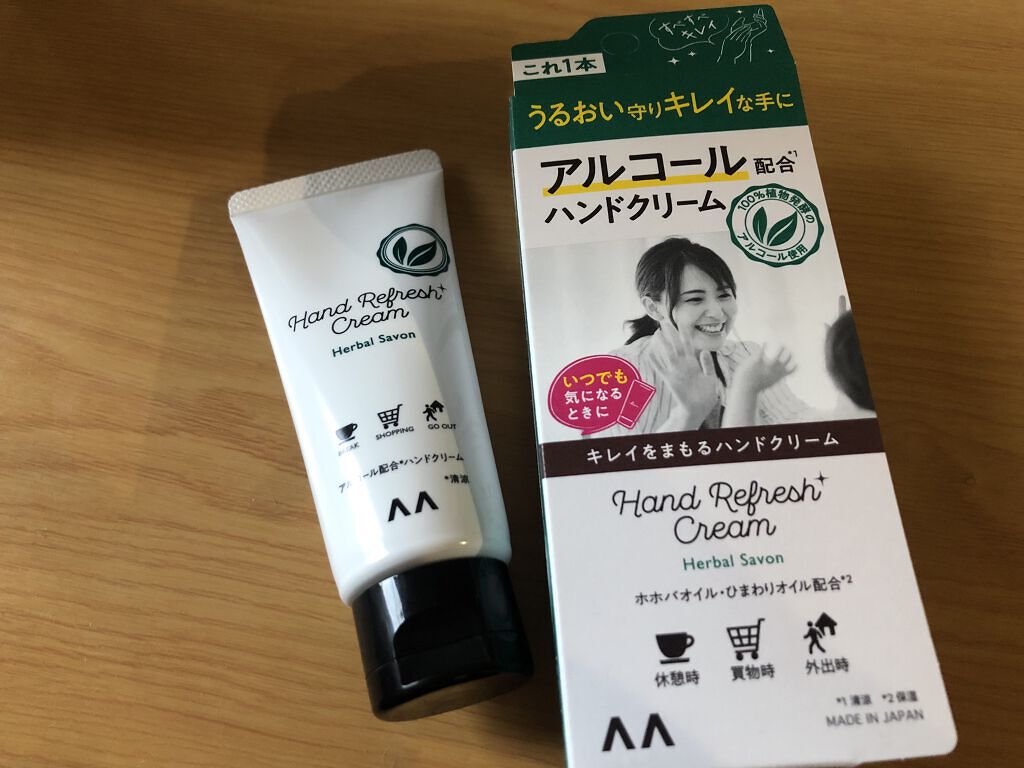 Hand Refresh
Cream
Herbal Savon
BREAK
SHOPPING
GO OUT
アルコール配合*ハンドクリーム
*清涼
ΛΛ
すべすべ
キレイ
これ1本
うるおい守りキレイな手に
アルコール配合*1
ハンドクリーム
100%植物発酵の
アルコール使用
いつでも
気になる
ときに
キレイをまもるハンドクリーム
Hand Refresh
Cream
Herbal Savon
ホホバオイル・ひまわりオイル配合*2
休憩時
買物時
外出時
*1 清涼 *2 保湿
MADE IN JAPAN
ΛΛ